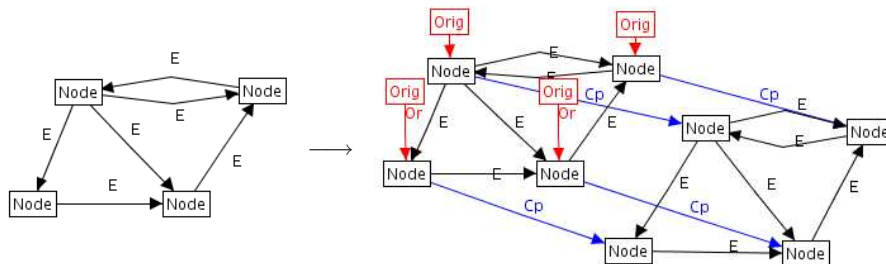 Orig Orig
E E
Node Node Node E Node
E Orig Cp Orig Cp
E E E Or E Or E Node E Node
E E
Node E Node → Node E Node E E E
Cp Cp
Node E Node